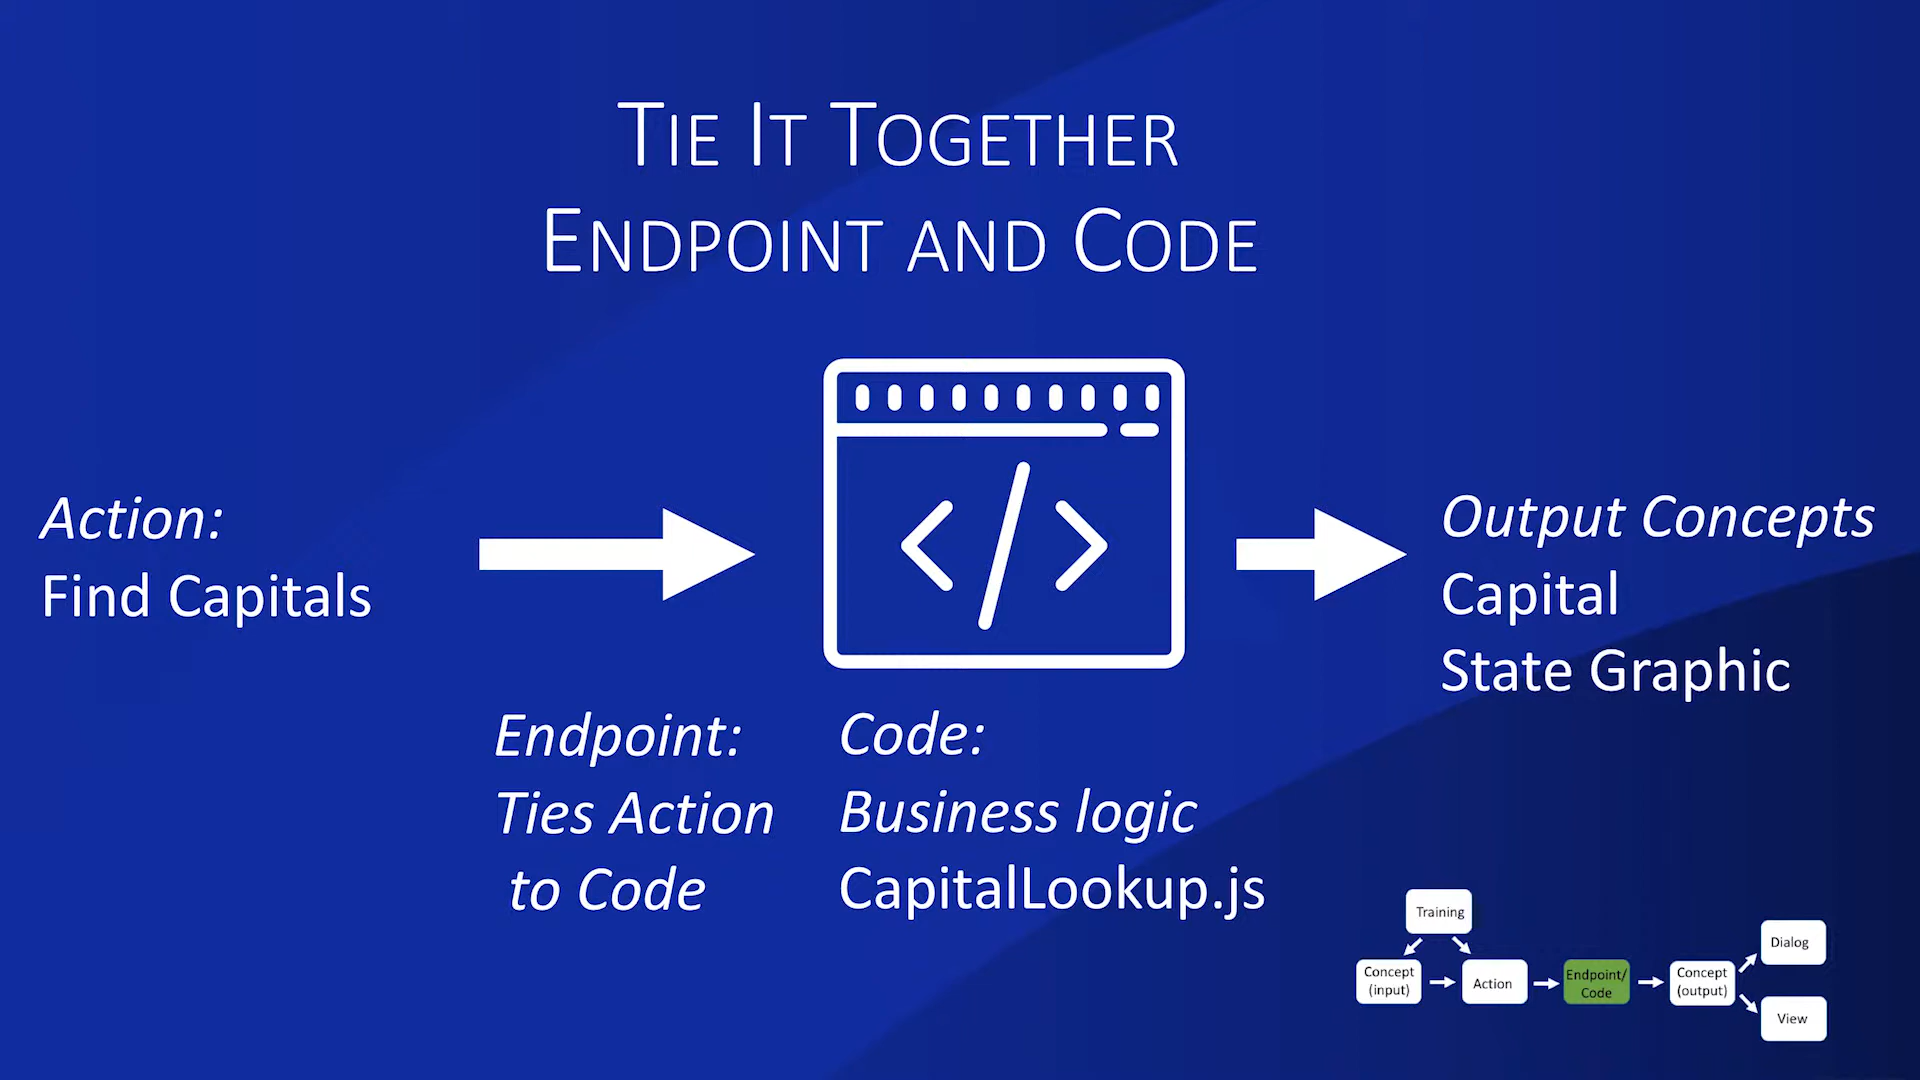 TIE IT TOGETHER
ENDPOINT AND CODE
Action:
Find Capitals
Endpoint:
Ties Action
to Code
</>
Code:
Business logic
CapitalLookup.js
Output Concepts
Capital
State Graphic
Training
Concept
(input)
Action
Endpoint/
Code
Concept
(output)
Dialog
View